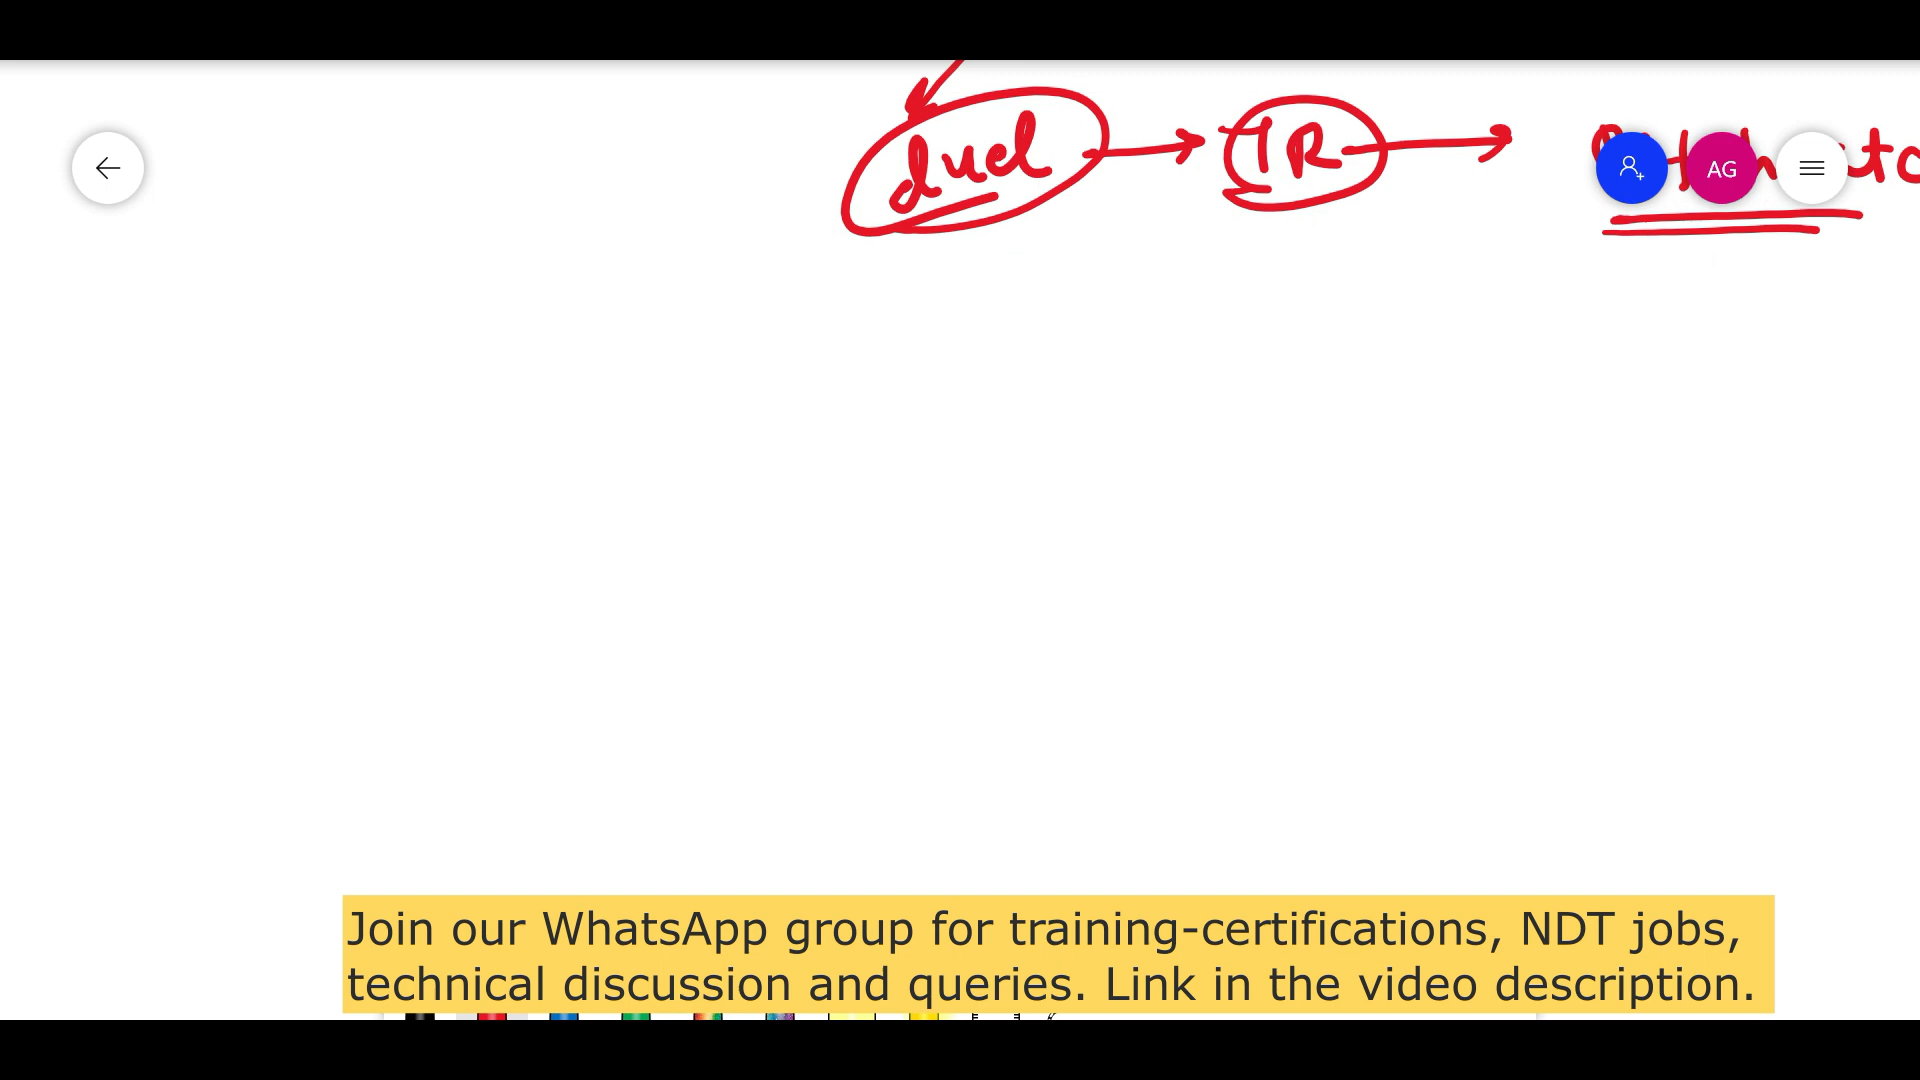 dual → IR →
AG
Join our WhatsApp group for training-certifications, NDT jobs,
technical discussion and queries. Link in the video description.